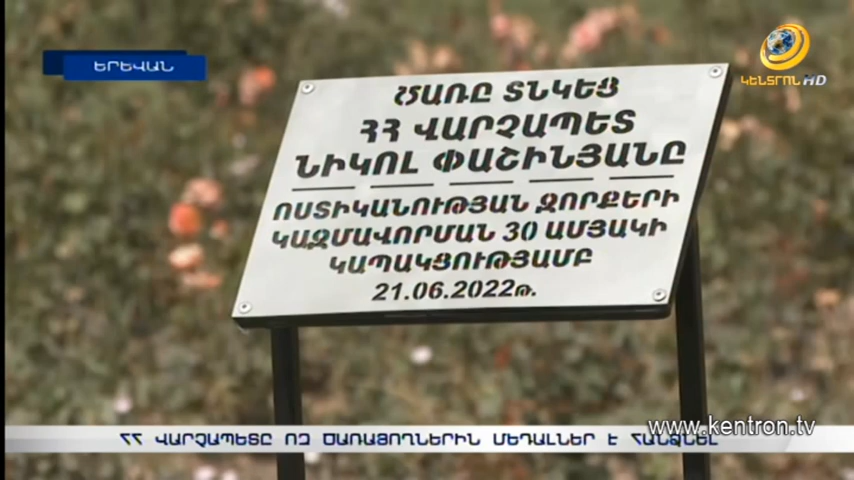 ԵՐԵՎԱՆ
ԿԵՆՏՐՈՆ HD
ԾԱՌԸ ՏՆԿԵՑ
ՀՀ ՎԱՐՉԱՊԵՏ
ՆԻԿՈԼ ՓԱՇԻՆՅԱՆԸ
ՈՍՏԻԿԱՆՈՒԹՅԱՆ ԶՈՐՔԵՐԻ
ԿԱԶՄԱՎՈՐՄԱՆ 30 ԱՄՅԱԿԻ
ԿԱՊԱԿՑՈՒԹՅԱՄԲ
21.06.2022թ.
www.kentron.tv
ՀՀ ՎԱՐՉԱՊԵՏԸ ՈՉ ԾԱՌԱՅՈՂՆԵՐԻՆ ՄԵԴԱԼՆԵՐ Է ՀԱՆՁՆԵԼ